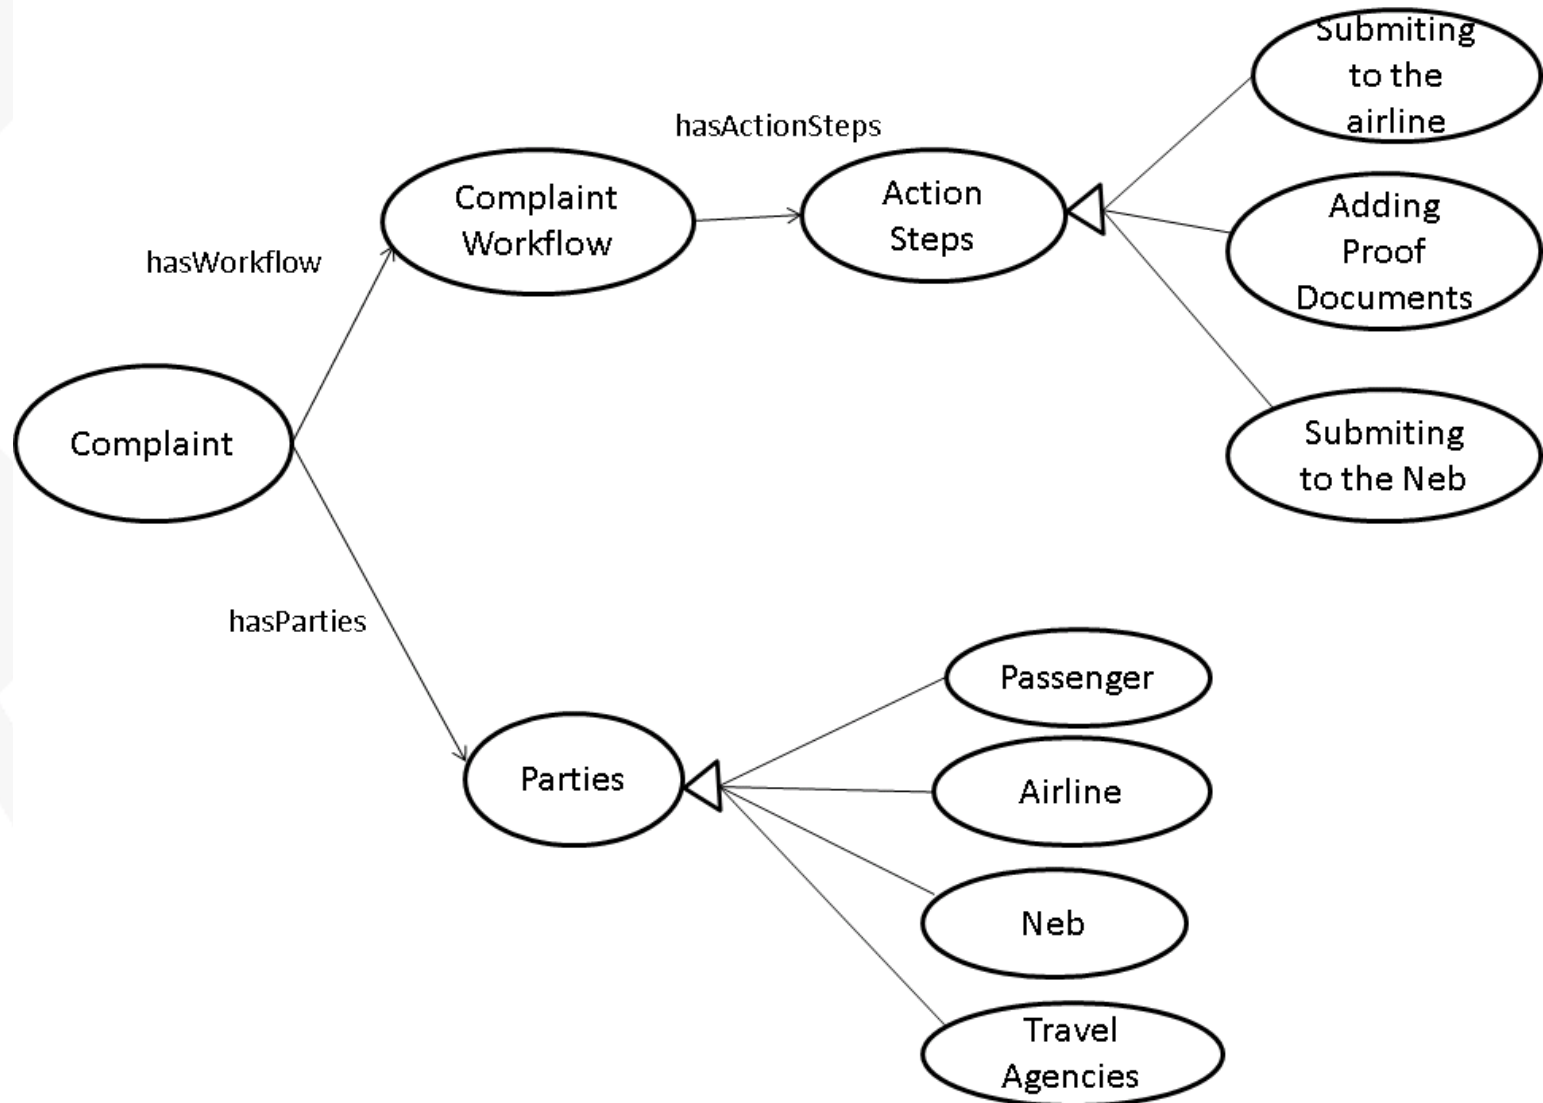 Submiting
to the
airline
hasActionSteps
Complaint
Workflow
Action
Steps
Adding
Proof
Documents
hasWorkflow
Complaint
Submiting
to the Neb
hasParties
Passenger
Parties
Airline
Neb
Travel
Agencies